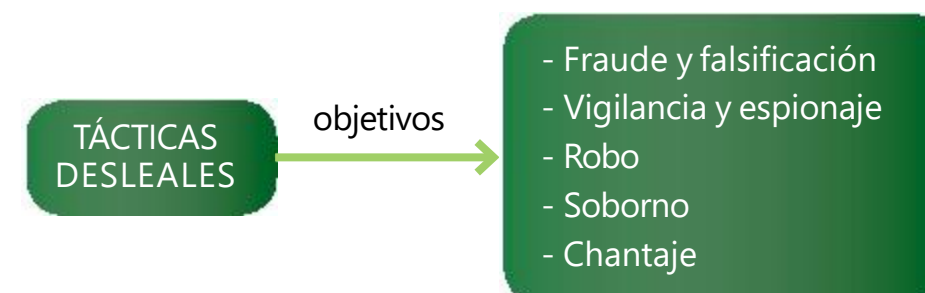 TÁCTICAS
DESLEALES
objetivos
- Fraude y falsificación
- Vigilancia y espionaje
- Robo
- Soborno
- Chantaje